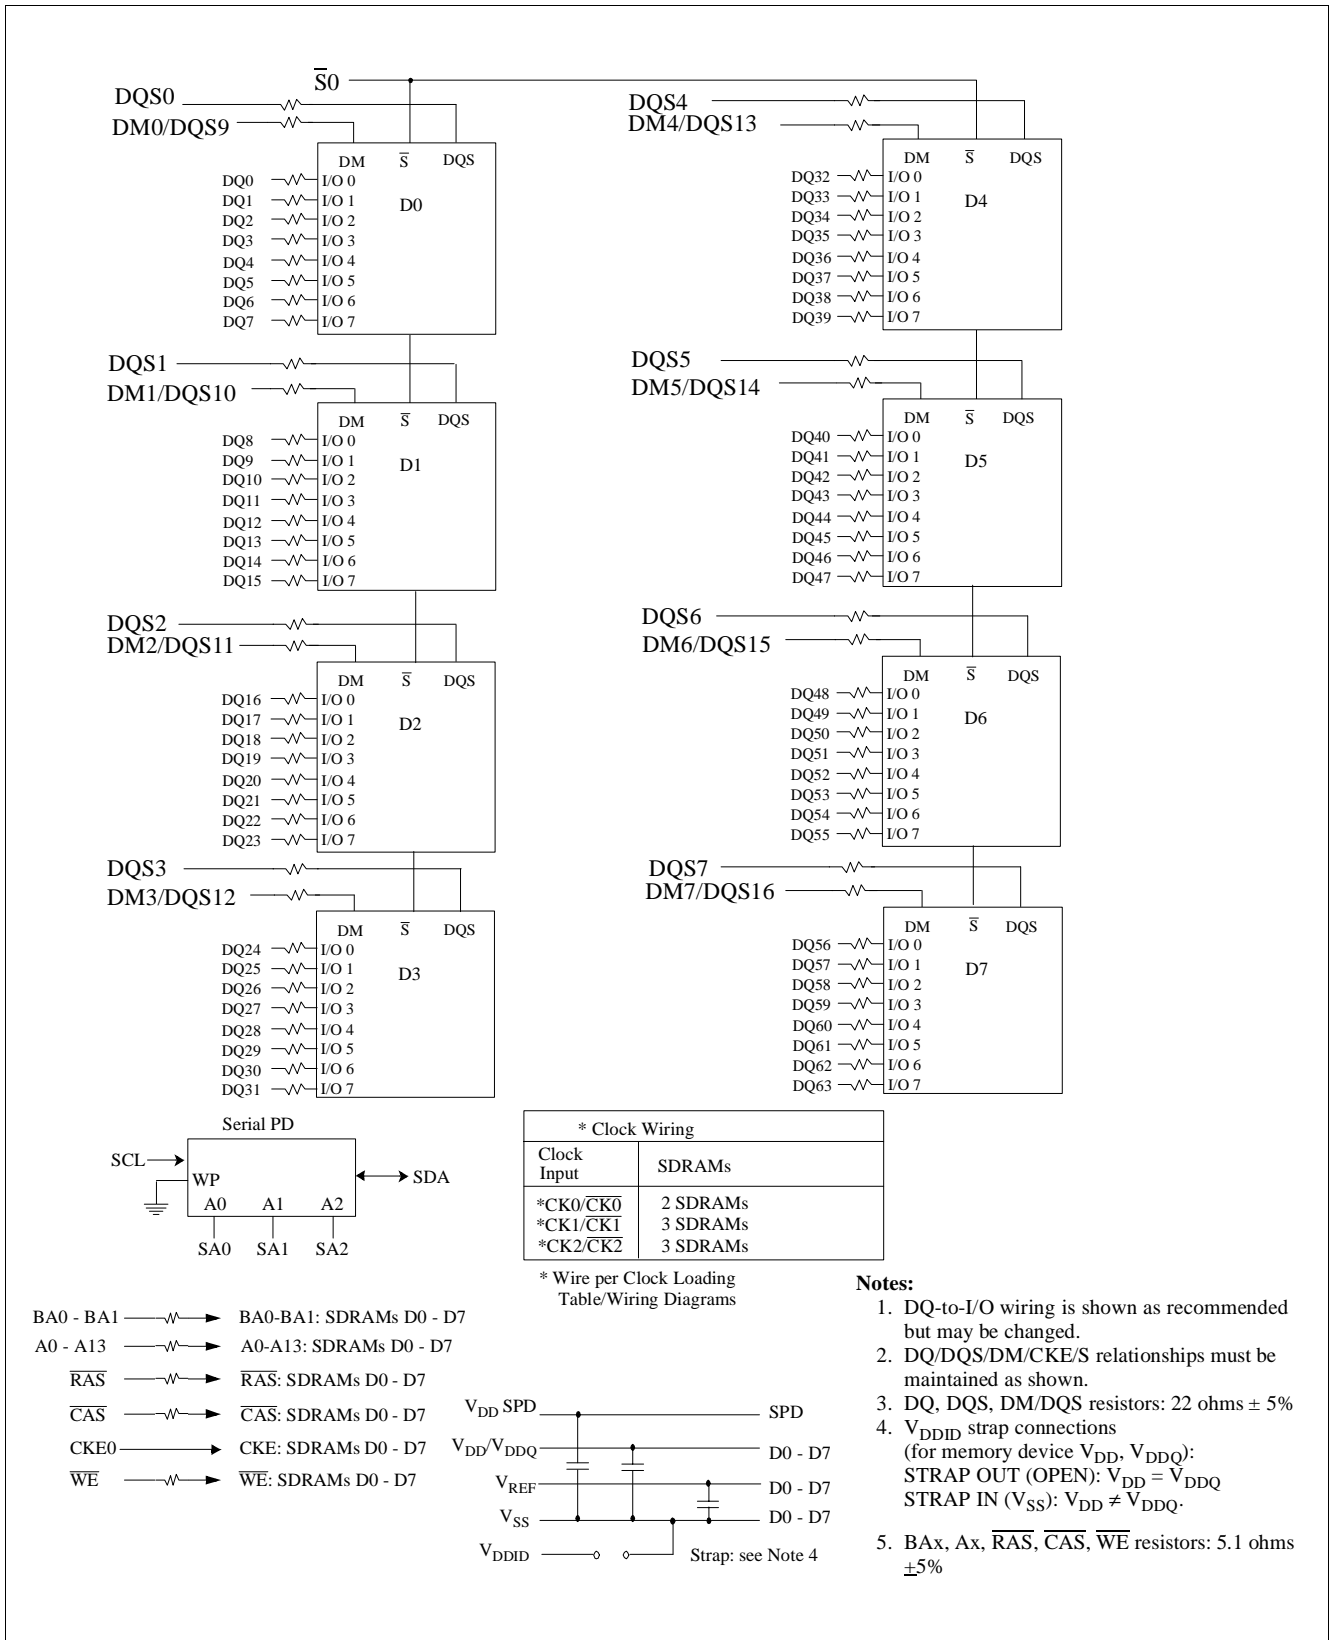 S̅0
DQS0
DM0/DQS9
DM S̅ DQS
D0
DQ0 I/O 0
DQ1 I/O 1
DQ2 I/O 2
DQ3 I/O 3
DQ4 I/O 4
DQ5 I/O 5
DQ6 I/O 6
DQ7 I/O 7
DQS1
DM1/DQS10
DM S̅ DQS
D1
DQ8 I/O 0
DQ9 I/O 1
DQ10 I/O 2
DQ11 I/O 3
DQ12 I/O 4
DQ13 I/O 5
DQ14 I/O 6
DQ15 I/O 7
DQS2
DM2/DQS11
DM S̅ DQS
D2
DQ16 I/O 0
DQ17 I/O 1
DQ18 I/O 2
DQ19 I/O 3
DQ20 I/O 4
DQ21 I/O 5
DQ22 I/O 6
DQ23 I/O 7
DQS3
DM3/DQS12
DM S̅ DQS
D3
DQ24 I/O 0
DQ25 I/O 1
DQ26 I/O 2
DQ27 I/O 3
DQ28 I/O 4
DQ29 I/O 5
DQ30 I/O 6
DQ31 I/O 7
DQS4
DM4/DQS13
DM S̅ DQS
D4
DQ32 I/O 0
DQ33 I/O 1
DQ34 I/O 2
DQ35 I/O 3
DQ36 I/O 4
DQ37 I/O 5
DQ38 I/O 6
DQ39 I/O 7
DQS5
DM5/DQS14
DM S̅ DQS
D5
DQ40 I/O 0
DQ41 I/O 1
DQ42 I/O 2
DQ43 I/O 3
DQ44 I/O 4
DQ45 I/O 5
DQ46 I/O 6
DQ47 I/O 7
DQS6
DM6/DQS15
DM S̅ DQS
D6
DQ48 I/O 0
DQ49 I/O 1
DQ50 I/O 2
DQ51 I/O 3
DQ52 I/O 4
DQ53 I/O 5
DQ54 I/O 6
DQ55 I/O 7
DQS7
DM7/DQS16
DM S̅ DQS
D7
DQ56 I/O 0
DQ57 I/O 1
DQ58 I/O 2
DQ59 I/O 3
DQ60 I/O 4
DQ61 I/O 5
DQ62 I/O 6
DQ63 I/O 7
Serial PD
SCL
WP
SDA
A0 A1 A2
SA0 SA1 SA2
* Clock Wiring
Clock
Input SDRAMs
*CK0/C̅K̅0̅ 2 SDRAMs
*CK1/C̅K̅1̅ 3 SDRAMs
*CK2/C̅K̅2̅ 3 SDRAMs
* Wire per Clock Loading
Table/Wiring Diagrams
BA0 - BA1 BA0-BA1: SDRAMs D0 - D7
A0 - A13 A0-A13: SDRAMs D0 - D7
R̅A̅S̅ R̅A̅S̅: SDRAMs D0 - D7
C̅A̅S̅ C̅A̅S̅: SDRAMs D0 - D7
CKE0 CKE: SDRAMs D0 - D7
W̅E̅ W̅E̅: SDRAMs D0 - D7
VDD SPD SPD
VDD/VDDQ D0 - D7
VREF D0 - D7
VSS D0 - D7
VDDID Strap: see Note 4
Notes:
1. DQ-to-I/O wiring is shown as recommended
but may be changed.
2. DQ/DQS/DM/CKE/S relationships must be
maintained as shown.
3. DQ, DQS, DM/DQS resistors: 22 ohms ± 5%
4. VDDID strap connections
(for memory device VDD, VDDQ):
STRAP OUT (OPEN): VDD = VDDQ
STRAP IN (VSS): VDD ≠ VDDQ.
5. BAx, Ax, R̅A̅S̅, C̅A̅S̅, W̅E̅ resistors: 5.1 ohms
±5%